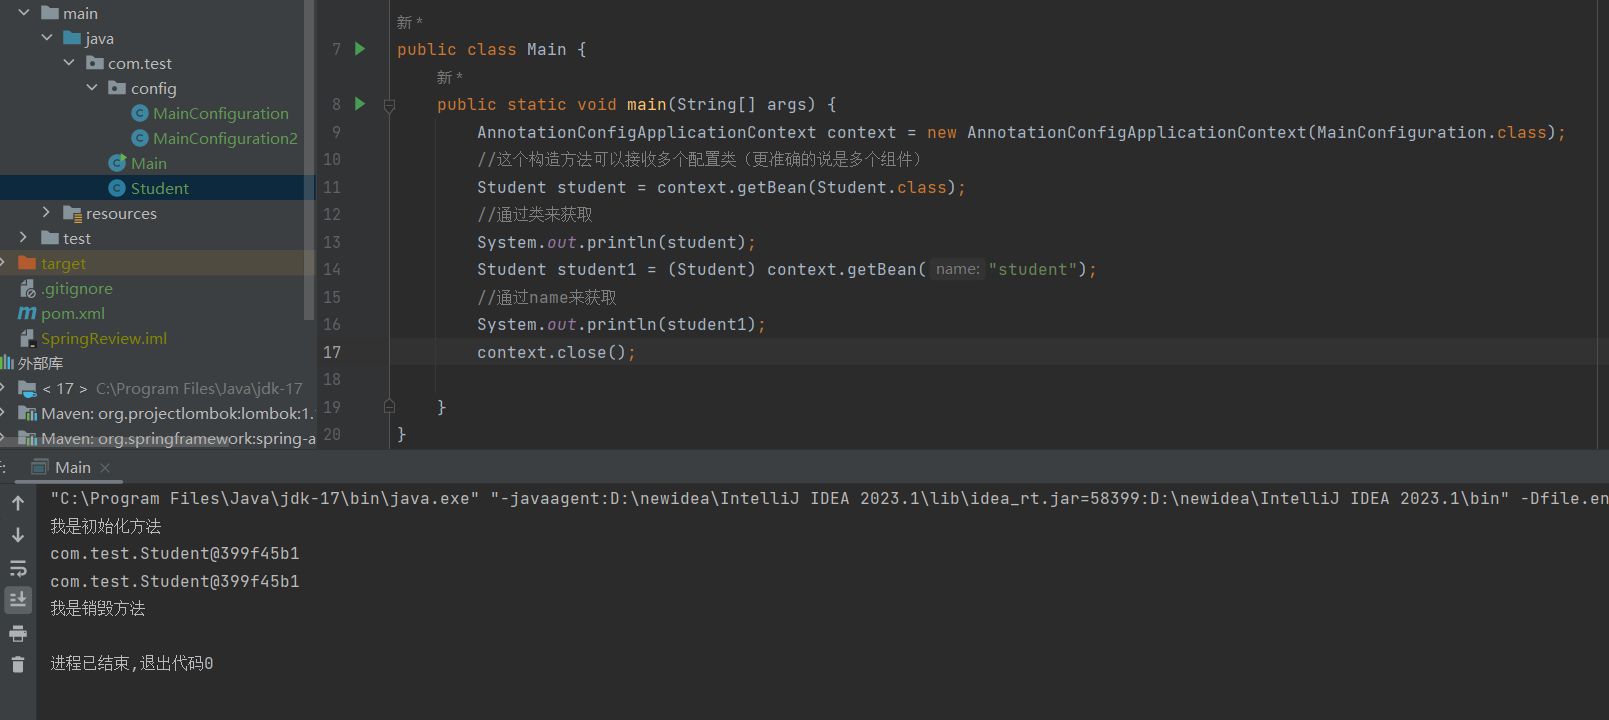 main
java
com.test
config
MainConfiguration
MainConfiguration2
Main
Student
resources
test
target
.gitignore
pom.xml
SpringReview.iml
外部库
< 17 > C:\Program Files\Java\jdk-17
Maven: org.projectlombok:lombok:1.
Maven: org.springframework:spring-a
新 *
7 public class Main {
新 *
8 public static void main(String[] args) {
9 AnnotationConfigApplicationContext context = new AnnotationConfigApplicationContext(MainConfiguration.class);
10 //这个构造方法可以接收多个配置类（更准确的说是多个组件）
11 Student student = context.getBean(Student.class);
12 //通过类来获取
13 System.out.println(student);
14 Student student1 = (Student) context.getBean( name: "student");
15 //通过name来获取
16 System.out.println(student1);
17 context.close();
18
19 }
20 }
Main
"C:\Program Files\Java\jdk-17\bin\java.exe" "-javaagent:D:\newidea\IntelliJ IDEA 2023.1\lib\idea_rt.jar=58399:D:\newidea\IntelliJ IDEA 2023.1\bin" -Dfile.en
我是初始化方法
com.test.Student@399f45b1
com.test.Student@399f45b1
我是销毁方法
进程已结束,退出代码0